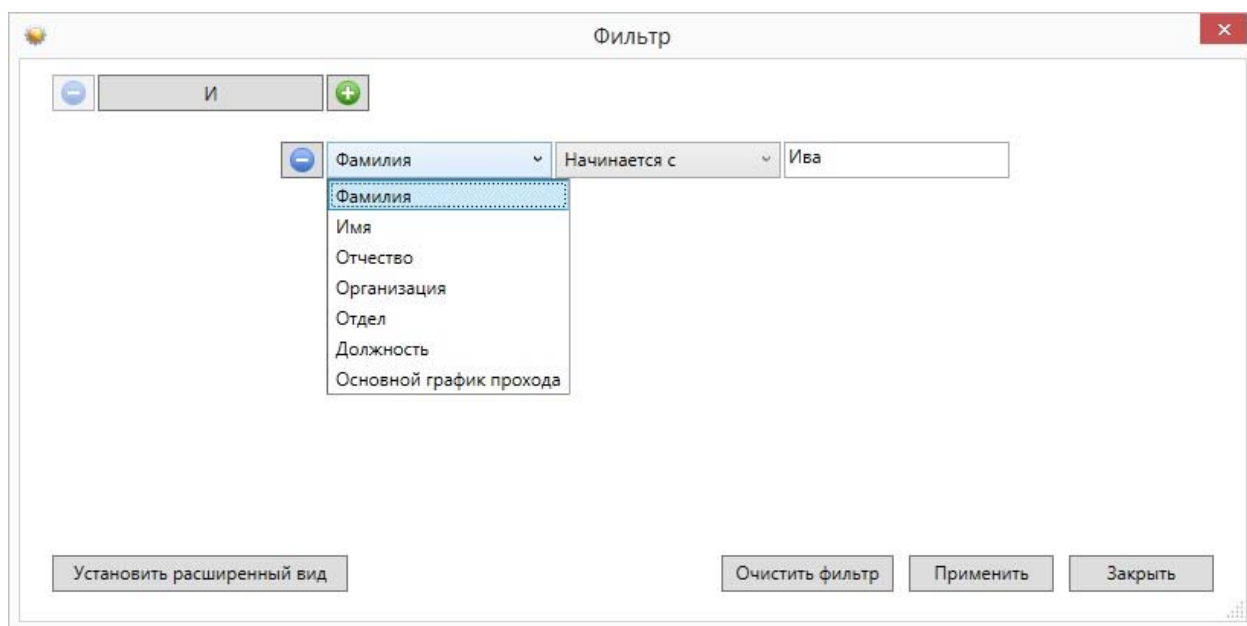 Фильтр
И
Фамилия Начинается с Ива
Фамилия
Имя
Отчество
Организация
Отдел
Должность
Основной график прохода
Установить расширенный вид Очистить фильтр Применить Закрыть